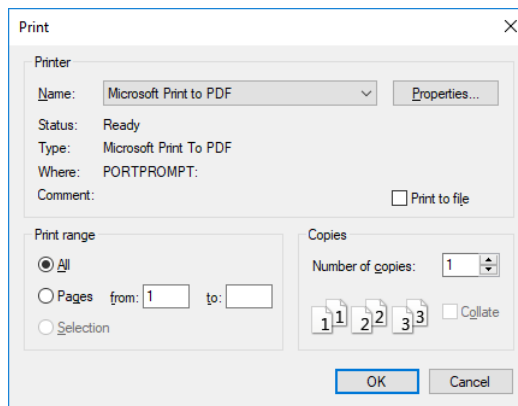 Print
Printer
Name: Microsoft Print to PDF Properties...
Status: Ready
Type: Microsoft Print To PDF
Where: PORTPROMPT:
Comment: Print to file
Print range
All
Pages from: 1 to:
Selection
Copies
Number of copies: 1
1 1 2 2 3 3 Collate
OK Cancel